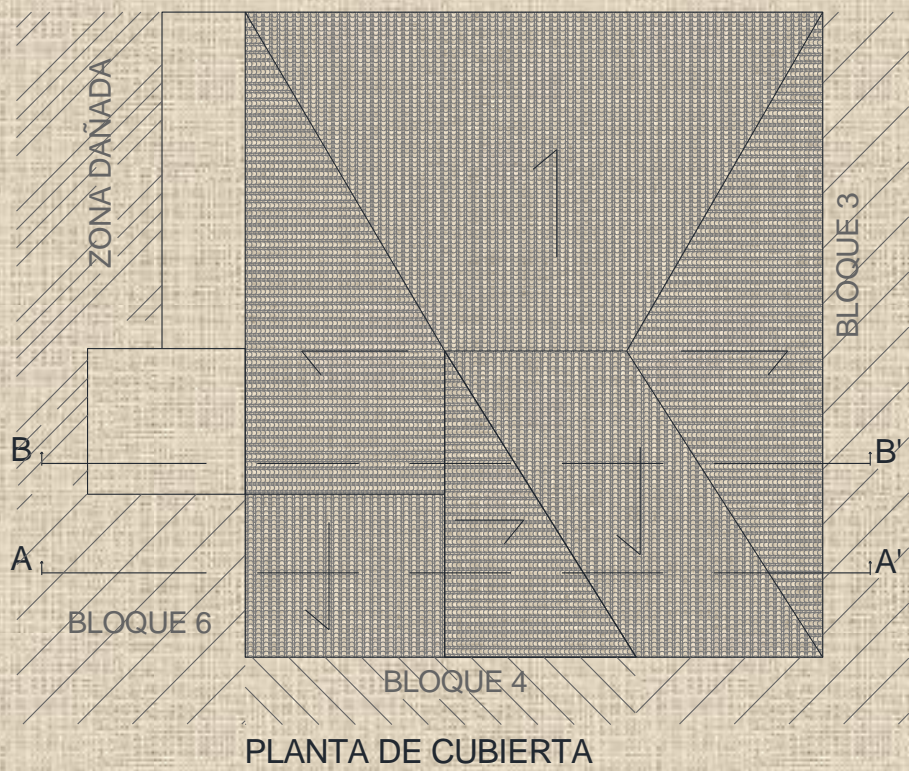 ZONA DAÑADA
BLOQUE 3
B
B'
A
A'
BLOQUE 6
BLOQUE 4
PLANTA DE CUBIERTA